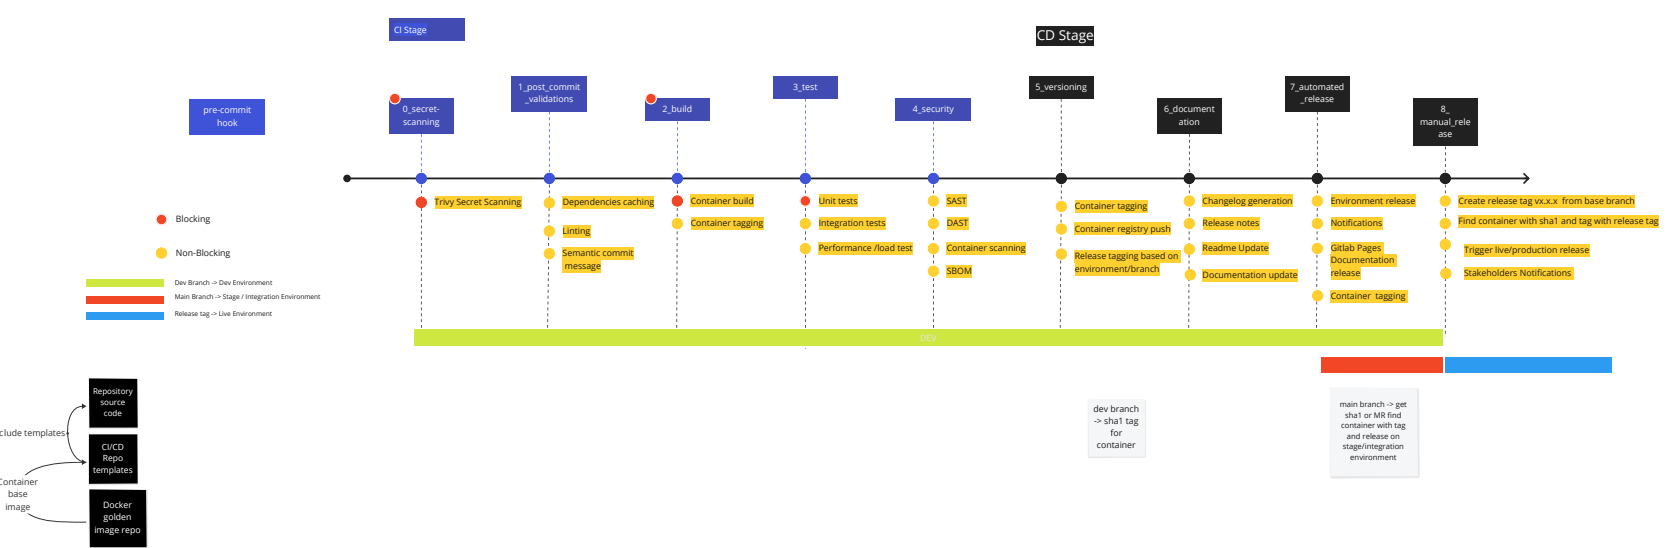 CI Stage
CD Stage
pre-commit
hook
0_secret-
scanning
1_post_commit
_validations
2_build
3_test
4_security
5_versioning
6_document
ation
7_automated
_release
8_
manual_rele
ase
Trivy Secret Scanning
Dependencies caching
Linting
Semantic commit
message
Container build
Container tagging
Unit tests
Integration tests
Performance /load test
SAST
DAST
Container scanning
SBOM
Container tagging
Container registry push
Release tagging based on
environment/branch
Changelog generation
Release notes
Readme Update
Documentation update
Environment release
Notifications
Gitlab Pages
Documentation
release
Container tagging
Create release tag vx.x.x from base branch
Find container with sha1 and tag with release tag
Trigger live/production release
Stakeholders Notifications
Blocking
Non-Blocking
Dev Branch -> Dev Environment
Main Branch -> Stage / Integration Environment
Release tag -> Live Environment
DEV
dev branch
-> sha1 tag
for
container
main branch -> get
sha1 or MR find
container with tag
and release on
stage/integration
environment
Repository
source
code
clude templates
CI/CD
Repo
templates
Container
base
image
Docker
golden
image repo